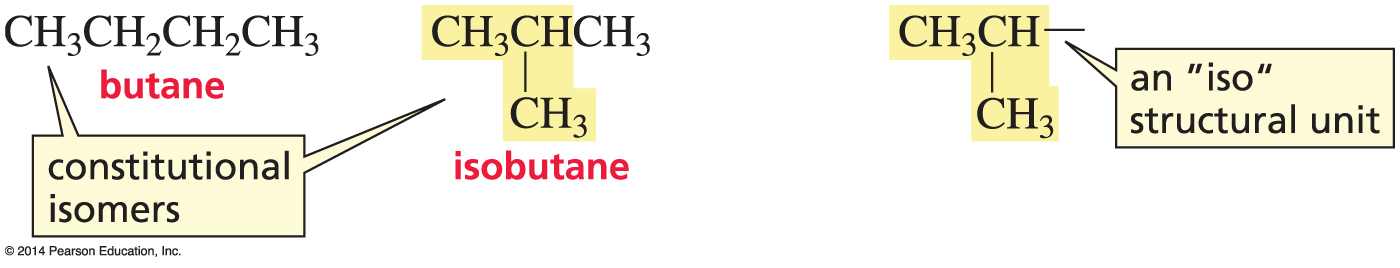 CH₃CH₂CH₂CH₃
butane
CH₃CHCH₃
CH₃
isobutane
constitutional
isomers
CH₃CH—
CH₃
an ”iso“
structural unit
© 2014 Pearson Education, Inc.